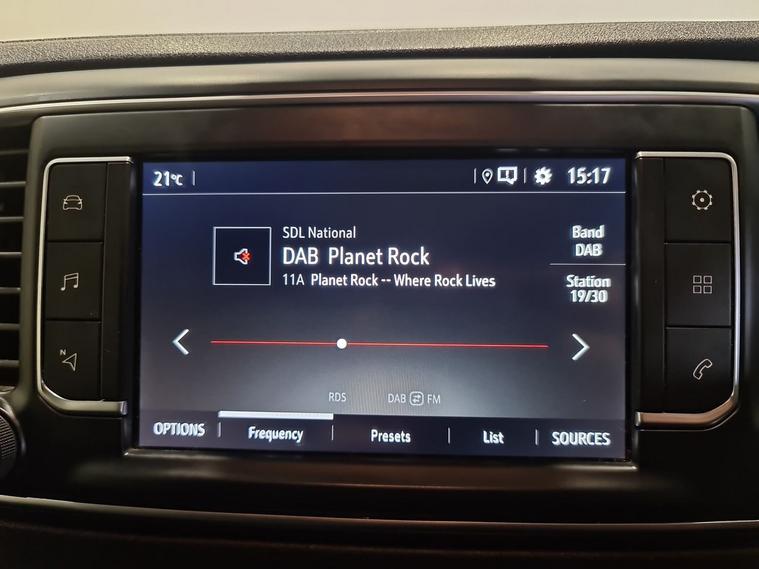 21°C
15:17
SDL National
DAB Planet Rock
11A Planet Rock -- Where Rock Lives
Band
DAB
Station
19/30
N
RDS
DAB FM
OPTIONS
Frequency
Presets
List
SOURCES